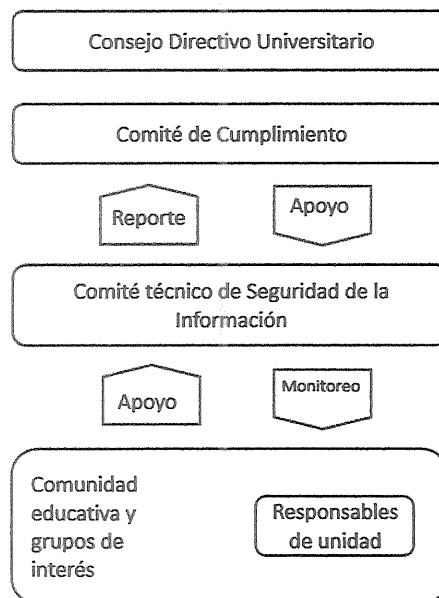 Consejo Directivo Universitario
Comité de Cumplimiento
Reporte
Apoyo
Comité técnico de Seguridad de la
Información
Apoyo
Monitoreo
Comunidad
educativa y
grupos de
interés
Responsables
de unidad